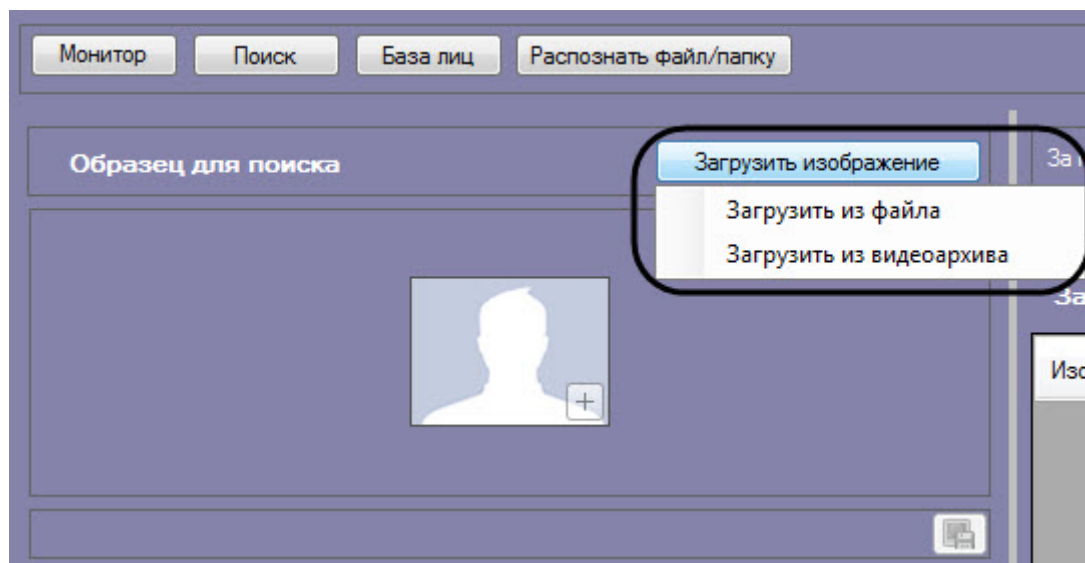 Монитор Поиск База лиц Распознать файл/папку
Образец для поиска
Загрузить изображение
Загрузить из файла
Загрузить из видеоархива